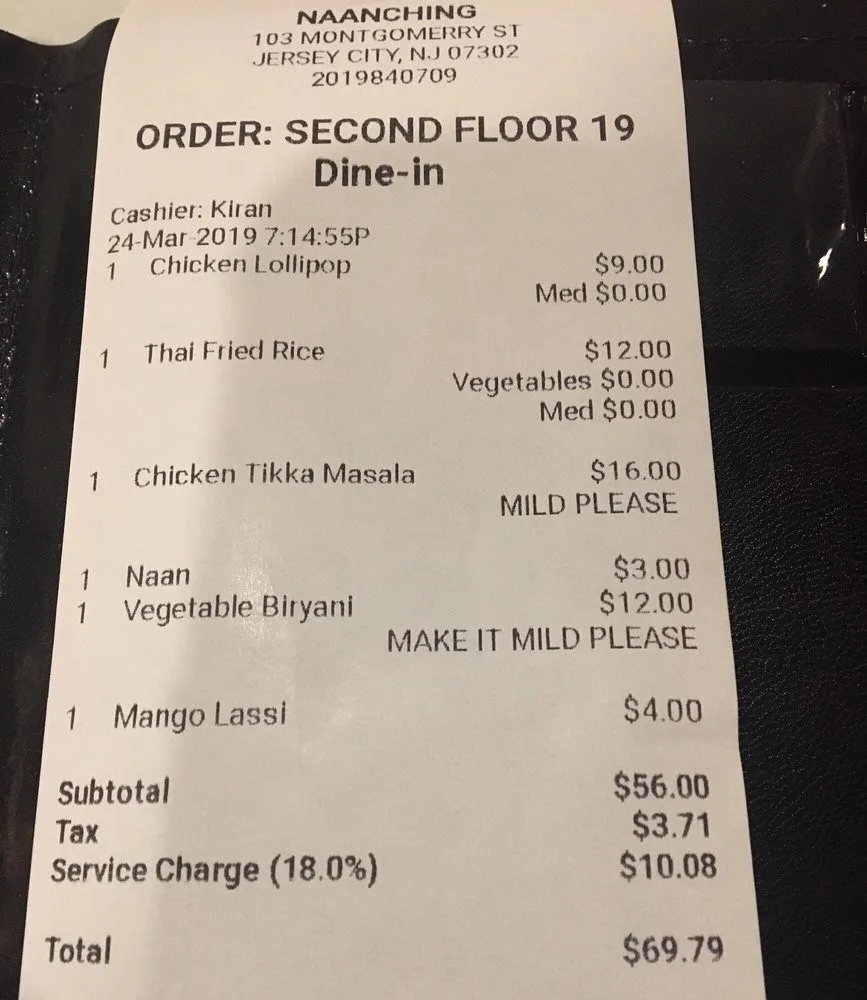 NAANCHING
103 MONTGOMERRY ST
JERSEY CITY, NJ 07302
2019840709
ORDER: SECOND FLOOR 19
Dine-in
Cashier: Kiran
24-Mar-2019 7:14:55P
1 Chicken Lollipop $9.00
Med $0.00
1 Thai Fried Rice $12.00
Vegetables $0.00
Med $0.00
1 Chicken Tikka Masala $16.00
MILD PLEASE
1 Naan $3.00
1 Vegetable Biryani $12.00
MAKE IT MILD PLEASE
1 Mango Lassi $4.00
Subtotal $56.00
Tax $3.71
Service Charge (18.0%) $10.08
Total $69.79